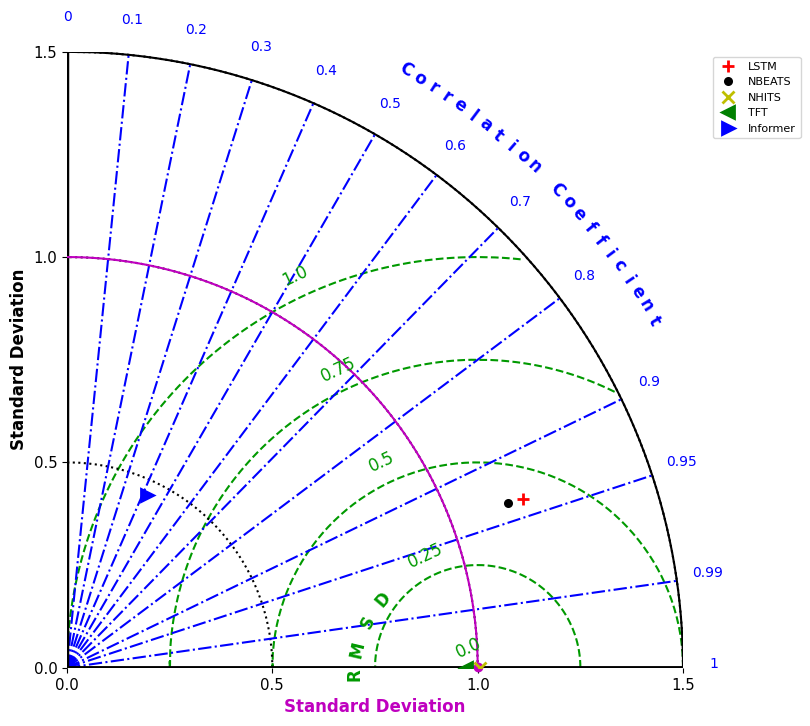 0
0.1
0.2
0.3
0.4
0.5
0.6
0.7
0.8
0.9
0.95
0.99
1
Correlation Coefficient
LSTM
NBEATS
NHITS
TFT
Informer
1.5
1.0
0.5
0.0
Standard Deviation
1.0
0.75
0.5
0.25
0.0
RMSD
0.0
0.5
1.0
1.5
Standard Deviation